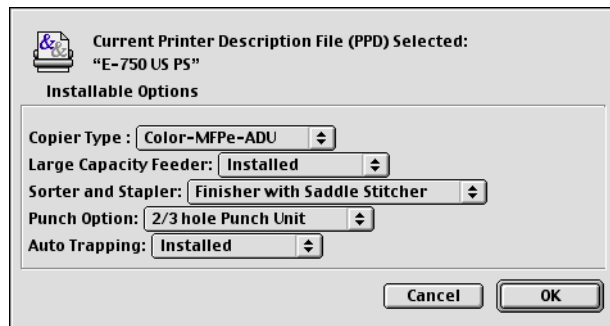 Current Printer Description File (PPD) Selected:
“E-750 US PS”
Installable Options
Copier Type : Color-MFPe-ADU
Large Capacity Feeder: Installed
Sorter and Stapler: Finisher with Saddle Stitcher
Punch Option: 2/3 hole Punch Unit
Auto Trapping: Installed
Cancel OK